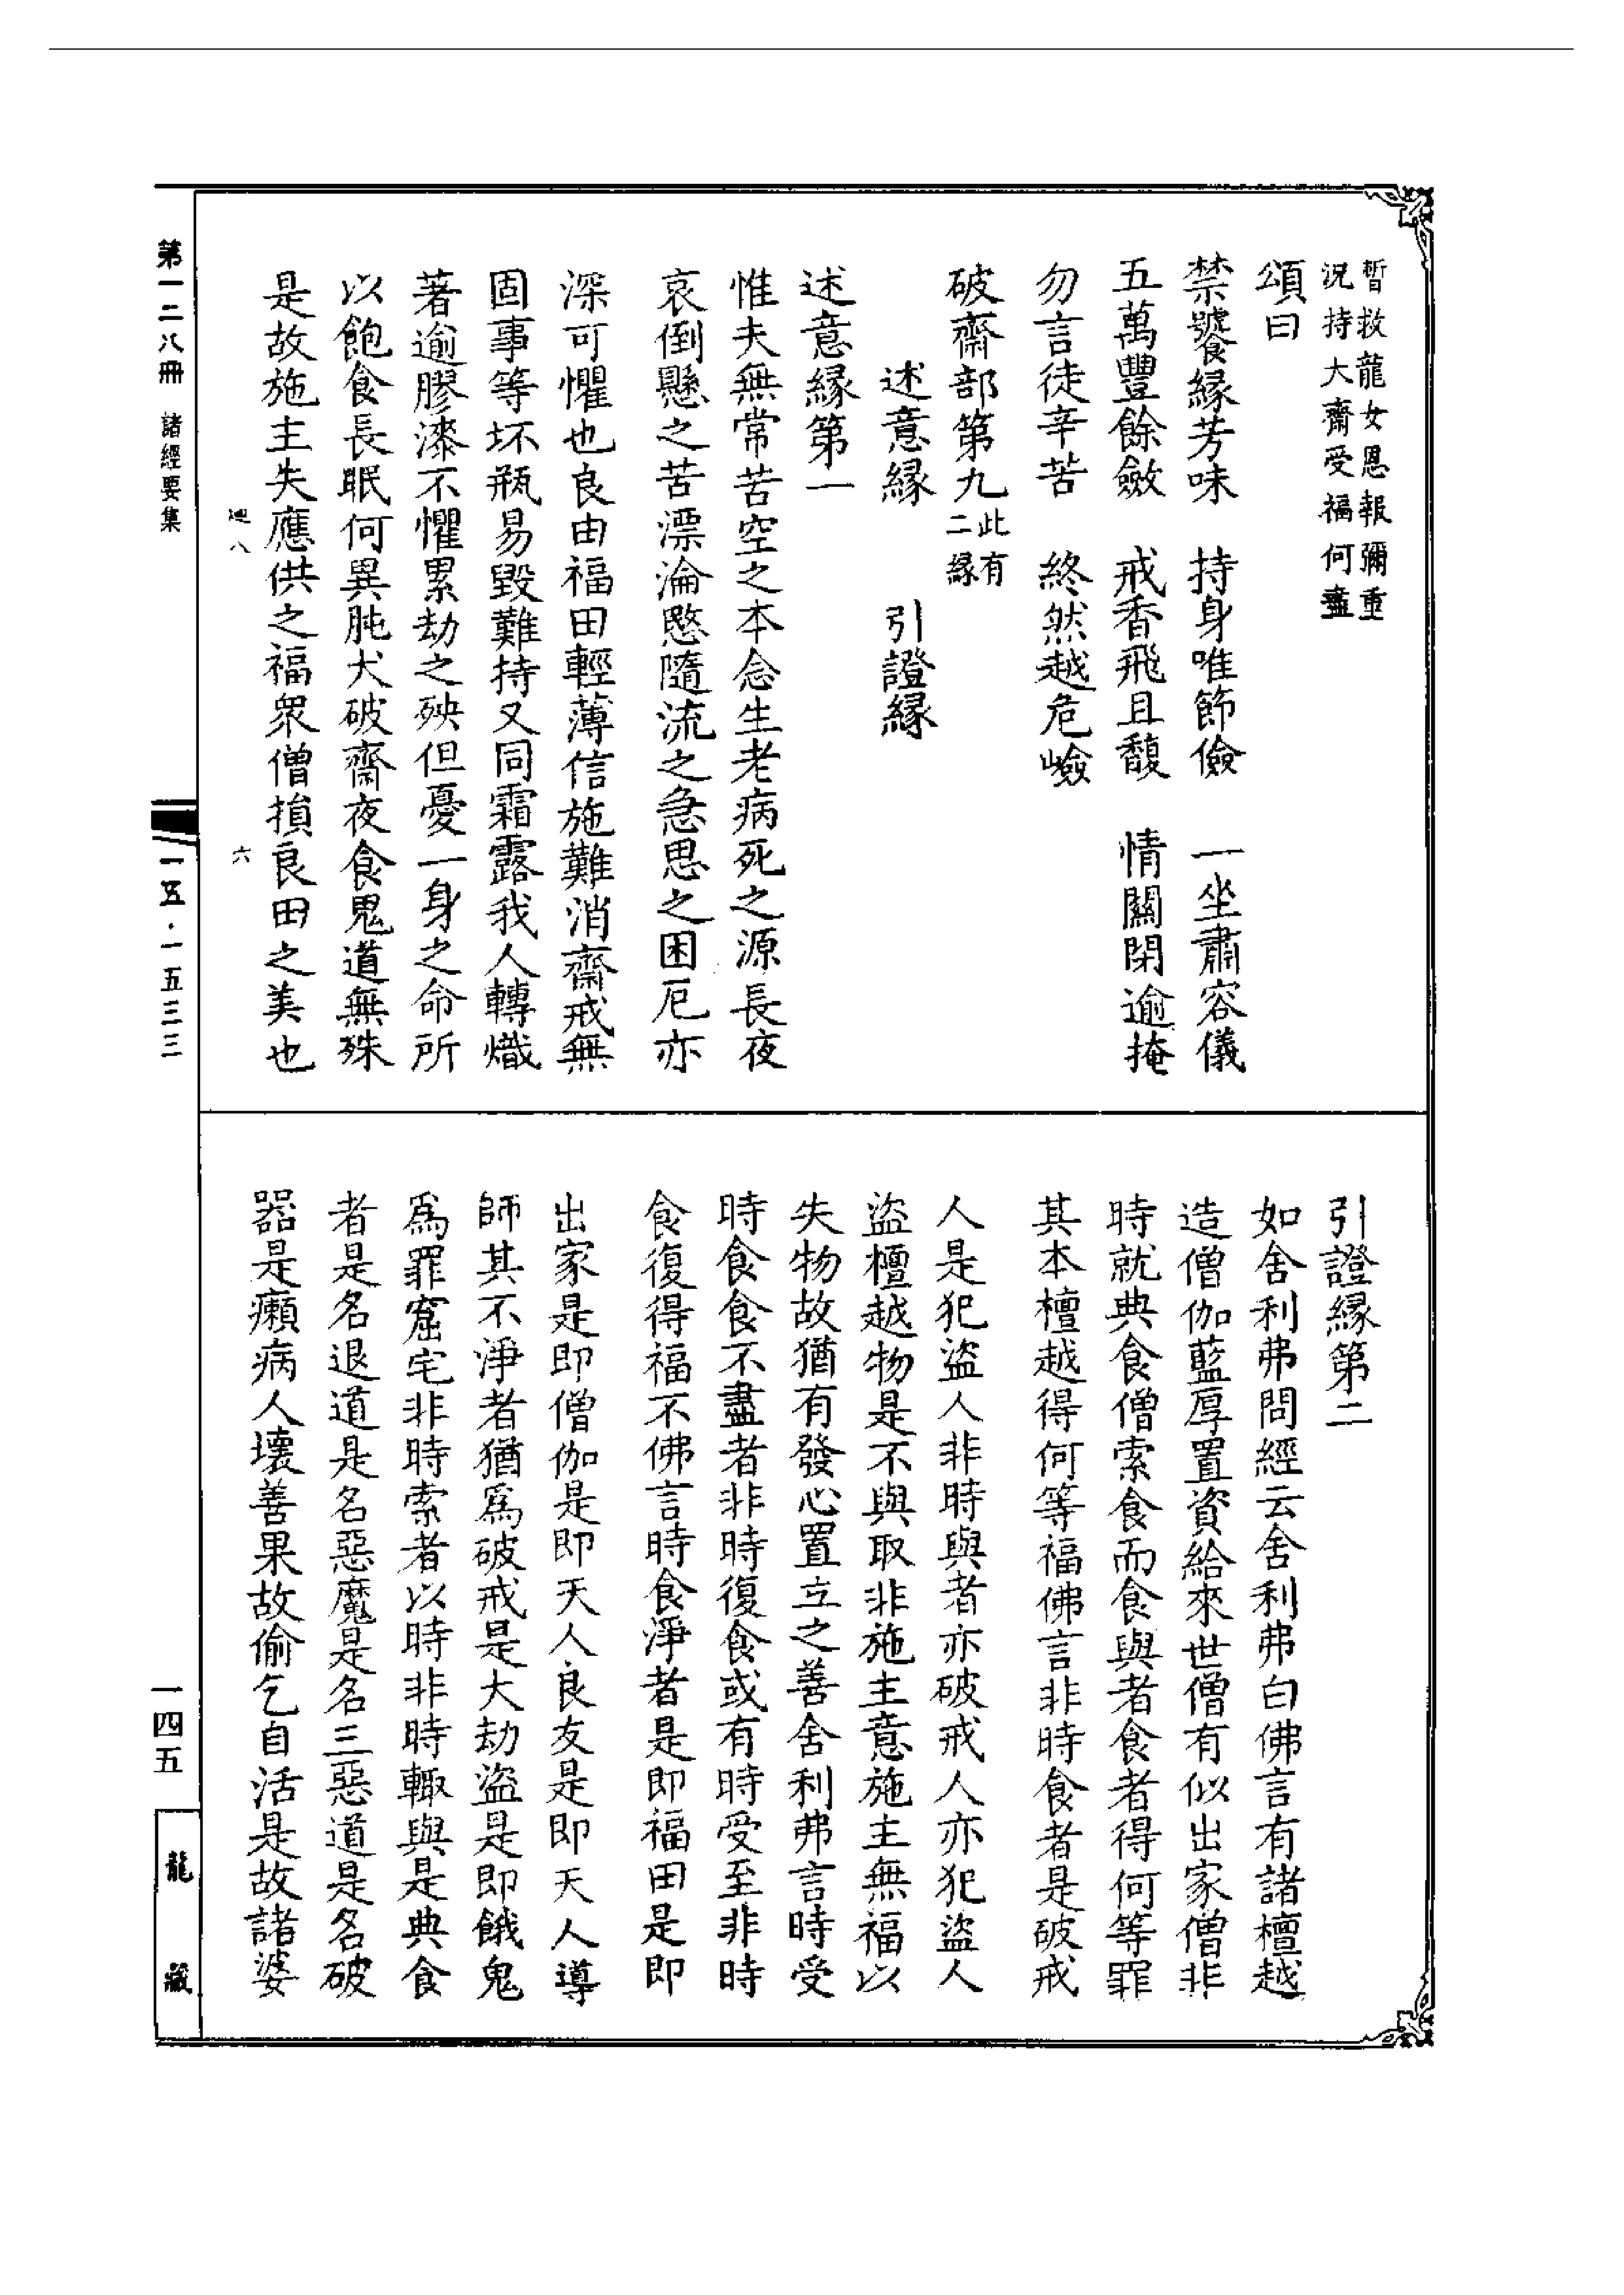 暫救龍女恩報彌重
況持大齋受福何盡
頌曰
禁饕緣芳味　持身唯節儉　一坐肅容儀
五萬豐餘斂　戒香飛且馥　情關閉逾掩
勿言徒辛苦　終然越危嶮
破齋部第九此有二緣
述意緣　引證緣
述意緣第一
惟夫無常苦空之本念生老病死之源長夜
哀倒懸之苦漂淪愍隨流之急思之困厄亦
深可懼也良由福田輕薄信施難消齋戒無
固事等坏瓶易毀難持又同霜露我人轉熾
著逾膠漆不懼累劫之殃但憂一身之命所
以飽食長眠何異肫犬破齋夜食鬼道無殊
是故施主失應供之福眾僧損良田之美也
引證緣第二
如舍利弗問經云舍利弗白佛言有諸檀越
造僧伽藍厚置資給來世僧有似出家僧非
時就典食僧索食而食與者食者得何等罪
其本檀越得何等福佛言非時食者是破戒
人是犯盜人非時與者亦破戒人亦犯盜人
盜檀越物是不與取非施主意施主無福以
失物故猶有發心置立之善舍利弗言時受
時食食不盡者非時復食或有時受至非時
食復得福不佛言時食淨者是即福田是即
出家是即僧伽是即天人良友是即天人導
師其不淨者猶為破戒是大劫盜是即餓鬼
為罪窟宅非時索者以時非時輙與是典食
者是名退道是名惡魔是名三惡道是名破
器是癩病人壞善果故偷乞自活是故諸婆
第一二八冊　諸經要集
八
六
一五·一五三三
一四五
龍藏